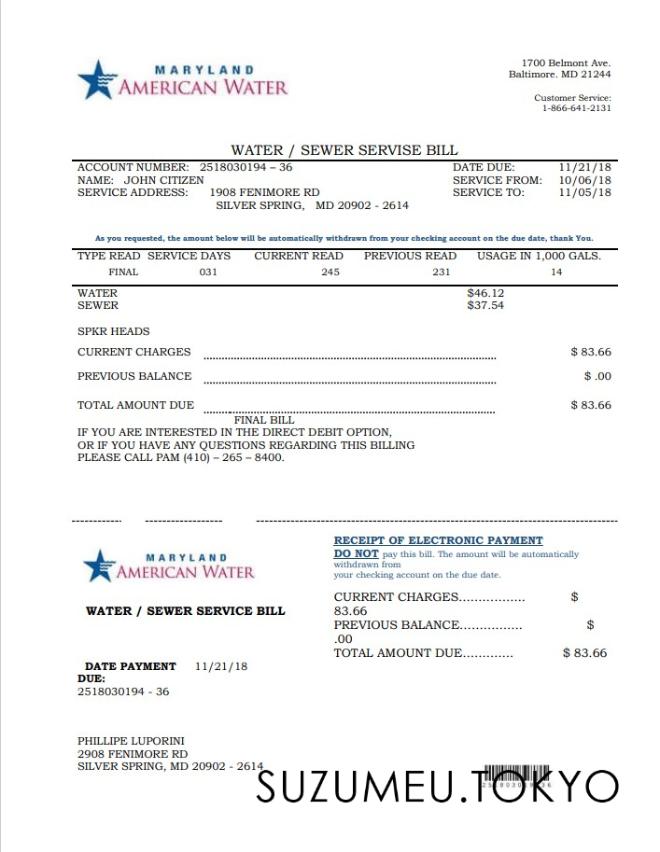 MARYLAND
AMERICAN WATER
1700 Belmont Ave.
Baltimore. MD 21244
Customer Service:
1-866-641-2131
WATER / SEWER SERVISE BILL
ACCOUNT NUMBER: 2518030194 – 36 DATE DUE: 11/21/18
NAME: JOHN CITIZEN SERVICE FROM: 10/06/18
SERVICE ADDRESS: 1908 FENIMORE RD SERVICE TO: 11/05/18
SILVER SPRING, MD 20902 - 2614
As you requested, the amount below will be automatically withdrawn from your checking account on the due date, thank You.
TYPE READ SERVICE DAYS CURRENT READ PREVIOUS READ USAGE IN 1,000 GALS.
FINAL 031 245 231 14
WATER $46.12
SEWER $37.54
SPKR HEADS
CURRENT CHARGES $ 83.66
PREVIOUS BALANCE $ .00
TOTAL AMOUNT DUE $ 83.66
FINAL BILL
IF YOU ARE INTERESTED IN THE DIRECT DEBIT OPTION,
OR IF YOU HAVE ANY QUESTIONS REGARDING THIS BILLING
PLEASE CALL PAM (410) – 265 – 8400.
MARYLAND
AMERICAN WATER
WATER / SEWER SERVICE BILL
DATE PAYMENT 11/21/18
DUE:
2518030194 - 36
RECEIPT OF ELECTRONIC PAYMENT
DO NOT pay this bill. The amount will be automatically
withdrawn from
your checking account on the due date.
CURRENT CHARGES................ $
83.66
PREVIOUS BALANCE............... $
.00
TOTAL AMOUNT DUE............ $ 83.66
PHILLIPE LUPORINI
2908 FENIMORE RD
SILVER SPRING, MD 20902 - 2614
SUZUMEU.TOKYO